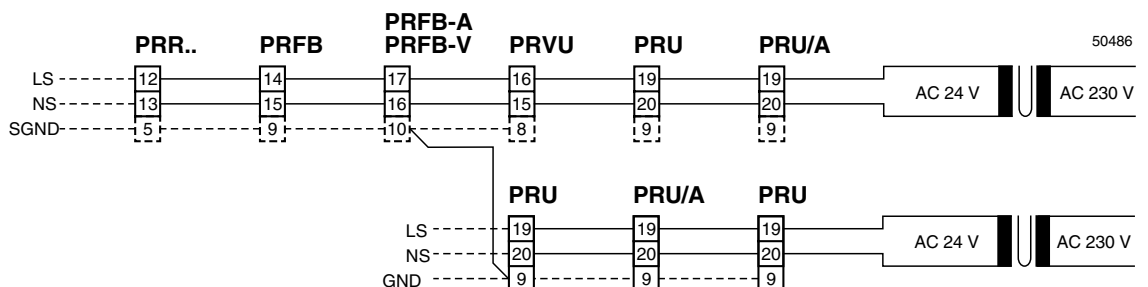 PRFB-A
PRR.. PRFB PRFB-V PRVU PRU PRU/A 50486
LS 12 14 17 16 19 19 AC 24 V AC 230 V
NS 13 15 16 15 20 20
SGND 5 9 10 8 9 9
PRU PRU/A PRU
LS 19 19 19 AC 24 V AC 230 V
NS 20 20 20
GND 9 9 9